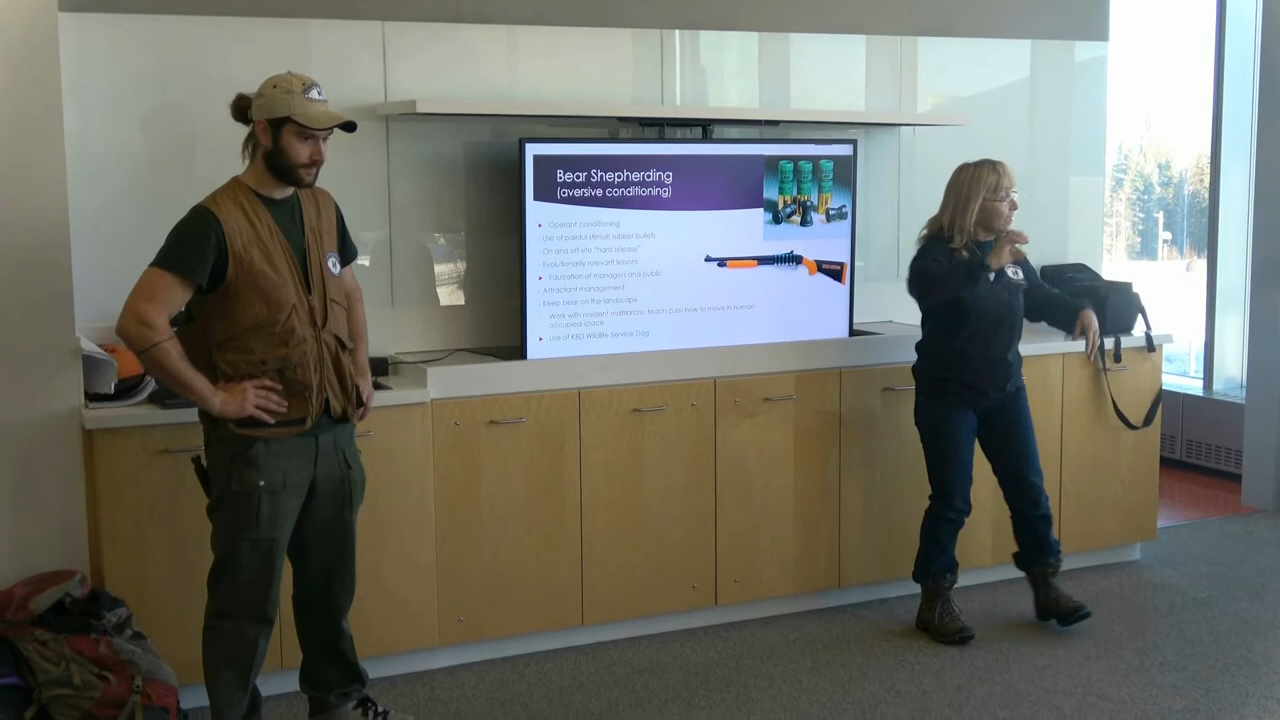 Bear Shepherding
(aversive conditioning)
Operant conditioning
Use of painful stimuli; rubber bullets
On and off-site "hard release"
Evolutionarily relevant lessons
Education of managers and public
Attractant management
Keep bear on the landscape
Work with resident matriarchs; teach cubs how to move in human
occupied space
Use of KBD Wildlife Service Dog